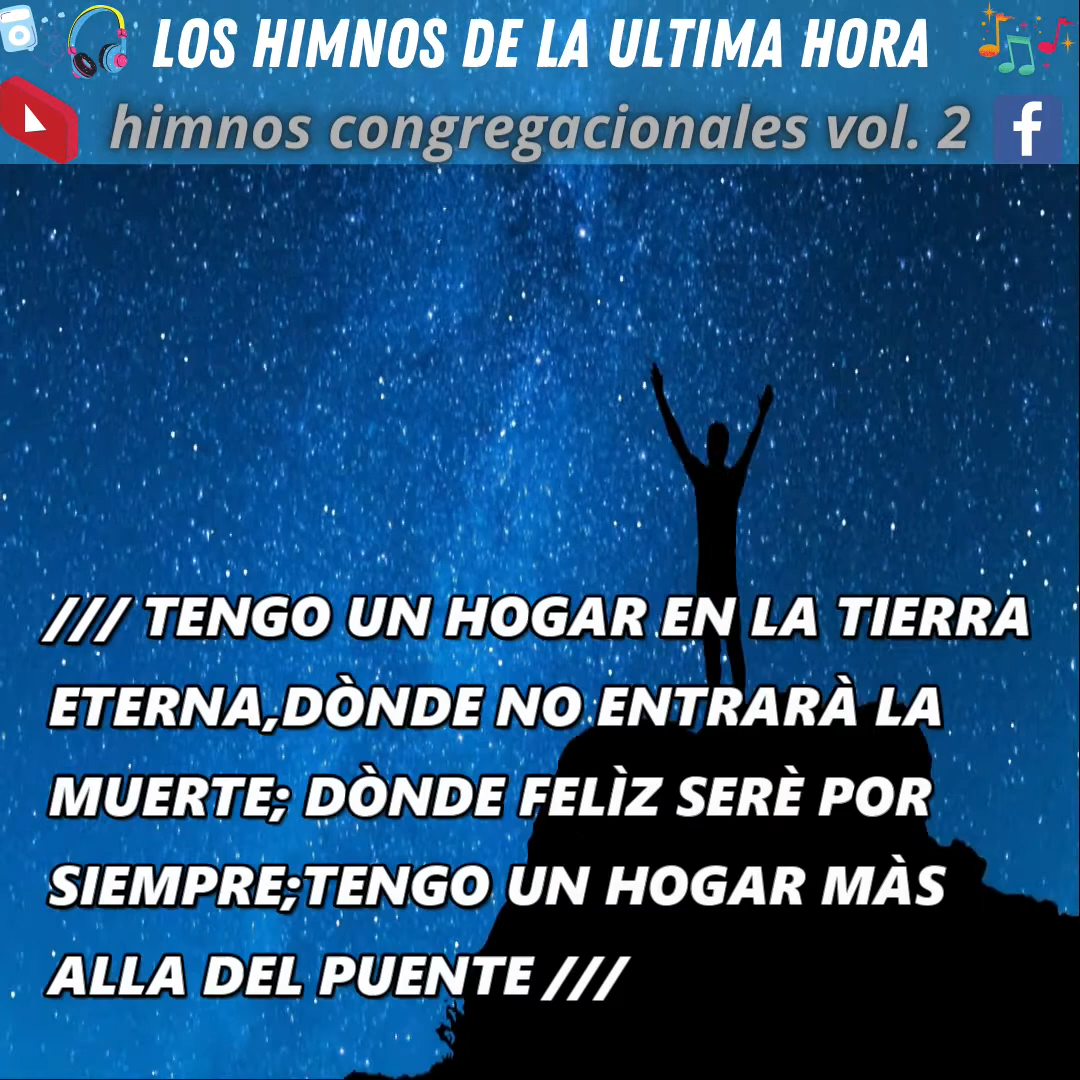 LOS HIMNOS DE LA ULTIMA HORA
himnos congregacionales vol. 2
/// TENGO UN HOGAR EN LA TIERRA
ETERNA,DÒNDE NO ENTRARÀ LA
MUERTE; DÒNDE FELÌZ SERÈ POR
SIEMPRE;TENGO UN HOGAR MÀS
ALLA DEL PUENTE ///